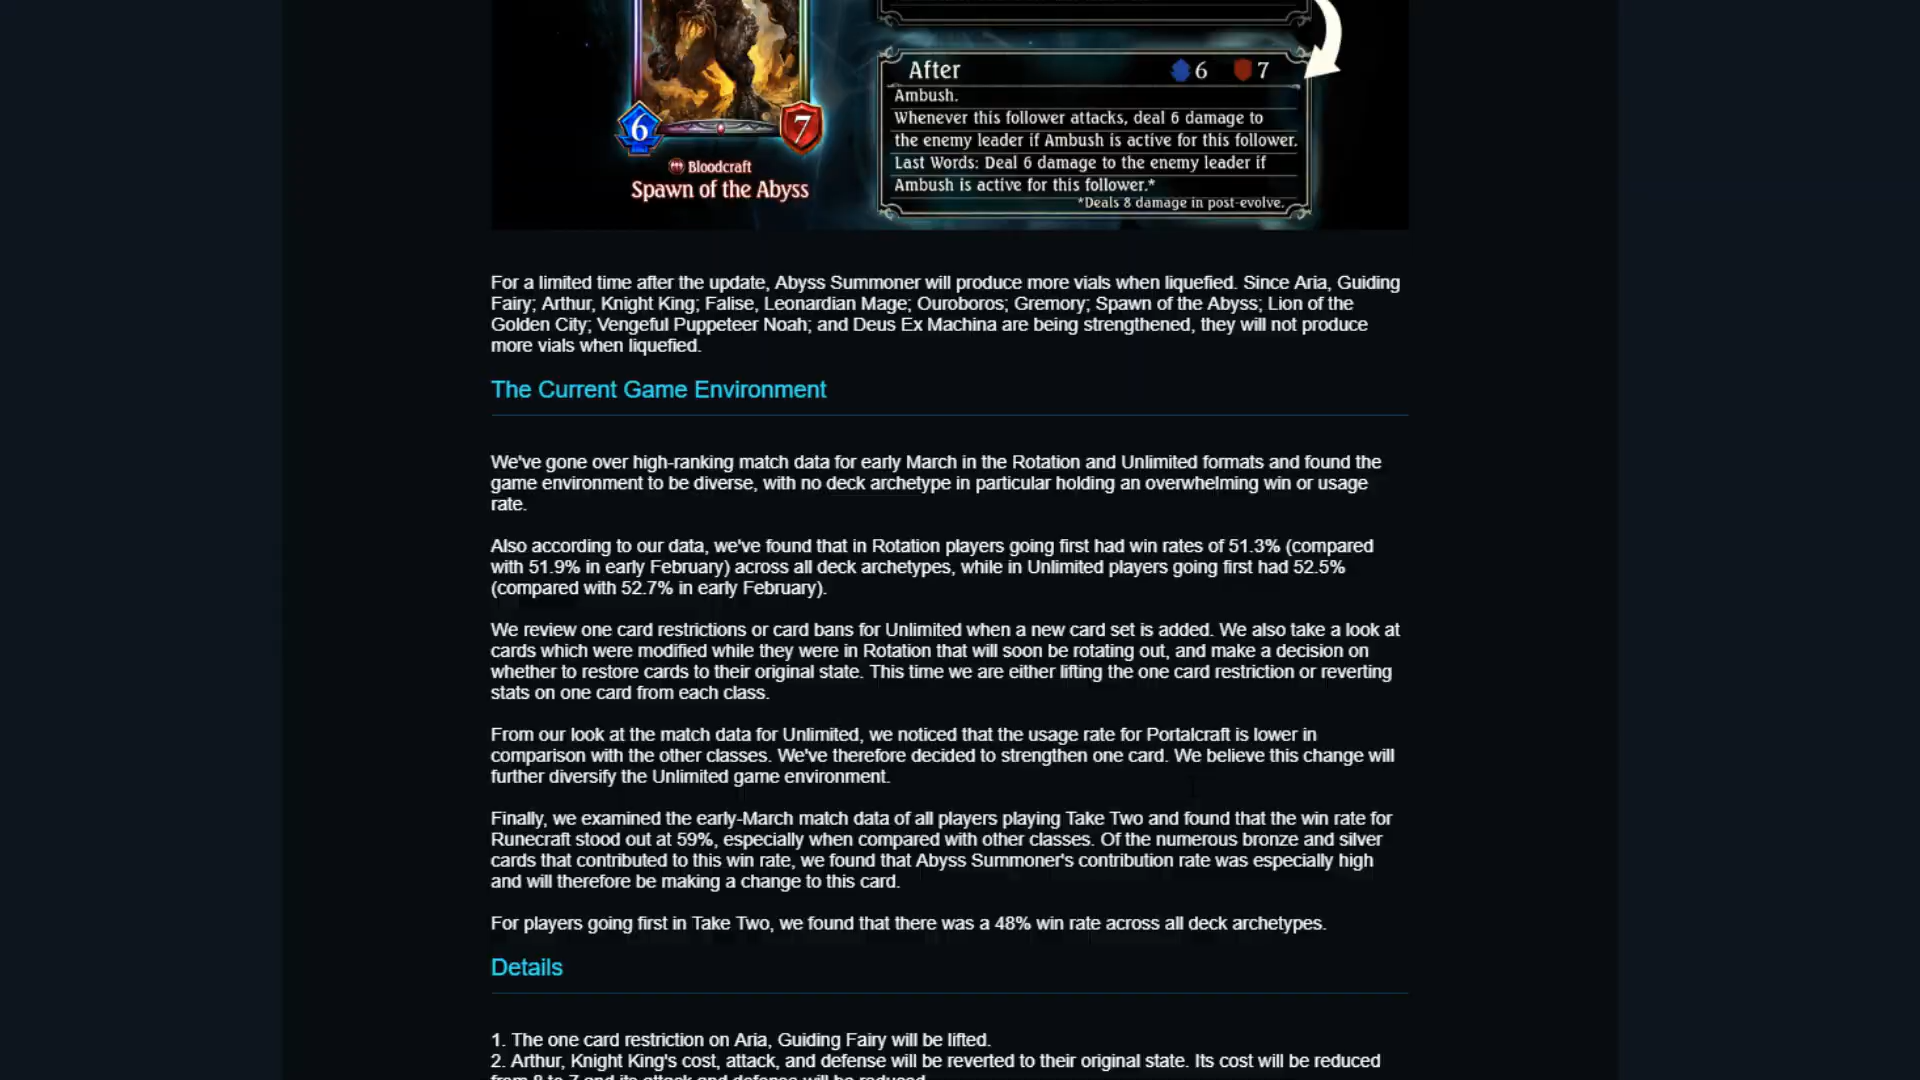 After 6 7
Ambush.
Whenever this follower attacks, deal 6 damage to
the enemy leader if Ambush is active for this follower.
Last Words: Deal 6 damage to the enemy leader if
Ambush is active for this follower.*
*Deals 8 damage in post-evolve.
6 7
Bloodcraft
Spawn of the Abyss
For a limited time after the update, Abyss Summoner will produce more vials when liquefied. Since Aria, Guiding
Fairy; Arthur, Knight King; Falise, Leonardian Mage; Ouroboros; Gremory; Spawn of the Abyss; Lion of the
Golden City; Vengeful Puppeteer Noah; and Deus Ex Machina are being strengthened, they will not produce
more vials when liquefied.
The Current Game Environment
We've gone over high-ranking match data for early March in the Rotation and Unlimited formats and found the
game environment to be diverse, with no deck archetype in particular holding an overwhelming win or usage
rate.
Also according to our data, we've found that in Rotation players going first had win rates of 51.3% (compared
with 51.9% in early February) across all deck archetypes, while in Unlimited players going first had 52.5%
(compared with 52.7% in early February).
We review one card restrictions or card bans for Unlimited when a new card set is added. We also take a look at
cards which were modified while they were in Rotation that will soon be rotating out, and make a decision on
whether to restore cards to their original state. This time we are either lifting the one card restriction or reverting
stats on one card from each class.
From our look at the match data for Unlimited, we noticed that the usage rate for Portalcraft is lower in
comparison with the other classes. We've therefore decided to strengthen one card. We believe this change will
further diversify the Unlimited game environment.
Finally, we examined the early-March match data of all players playing Take Two and found that the win rate for
Runecraft stood out at 59%, especially when compared with other classes. Of the numerous bronze and silver
cards that contributed to this win rate, we found that Abyss Summoner's contribution rate was especially high
and will therefore be making a change to this card.
For players going first in Take Two, we found that there was a 48% win rate across all deck archetypes.
Details
1. The one card restriction on Aria, Guiding Fairy will be lifted.
2. Arthur, Knight King's cost, attack, and defense will be reverted to their original state. Its cost will be reduced
from 8 to 7 and its attack and defense will be reduced